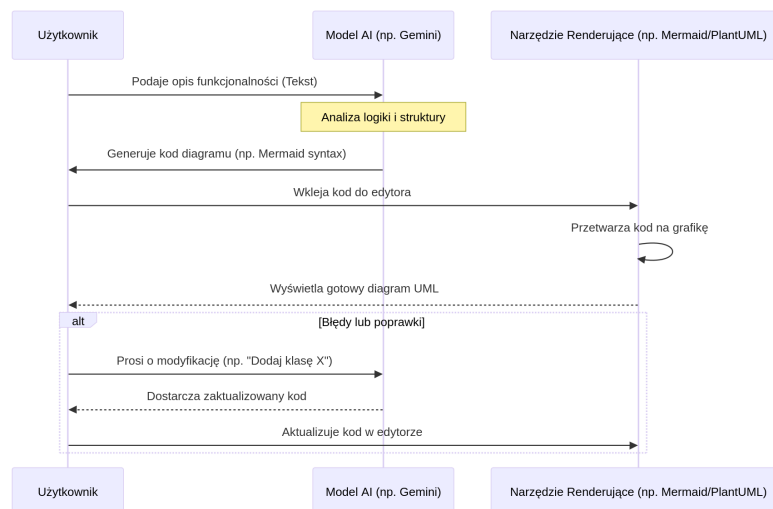 Użytkownik
Model AI (np. Gemini)
Narzędzie Renderujące (np. Mermaid/PlantUML)
Podaje opis funkcjonalności (Tekst)
Analiza logiki i struktury
Generuje kod diagramu (np. Mermaid syntax)
Wkleja kod do edytora
Przetwarza kod na grafikę
Wyświetla gotowy diagram UML
alt
[Błędy lub poprawki]
Prosi o modyfikację (np. "Dodaj klasę X")
Dostarcza zaktualizowany kod
Aktualizuje kod w edytorze
Użytkownik
Model AI (np. Gemini)
Narzędzie Renderujące (np. Mermaid/PlantUML)